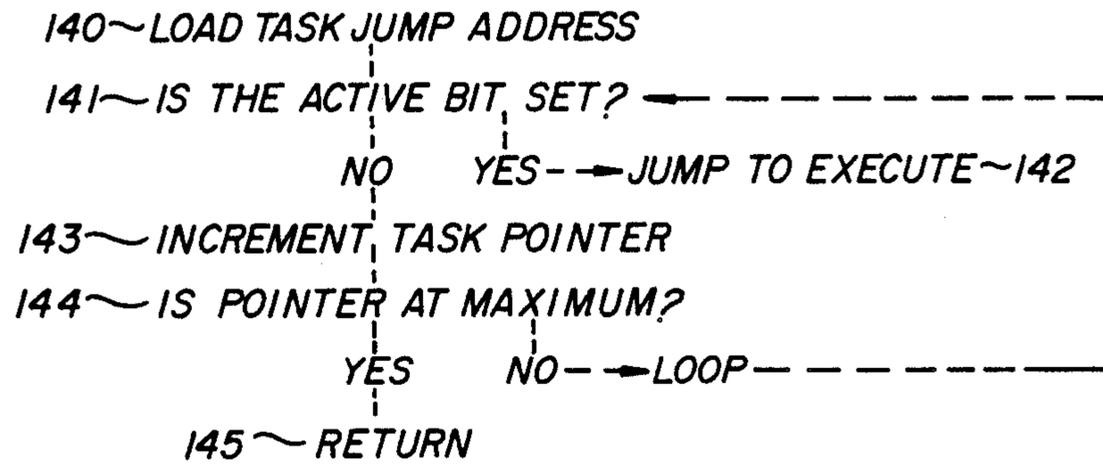 140~LOAD TASK JUMP ADDRESS
141~IS THE ACTIVE BIT SET?
NO YES-→JUMP TO EXECUTE~142
143~INCREMENT TASK POINTER
144~IS POINTER AT MAXIMUM?
YES NO-→LOOP
145~RETURN